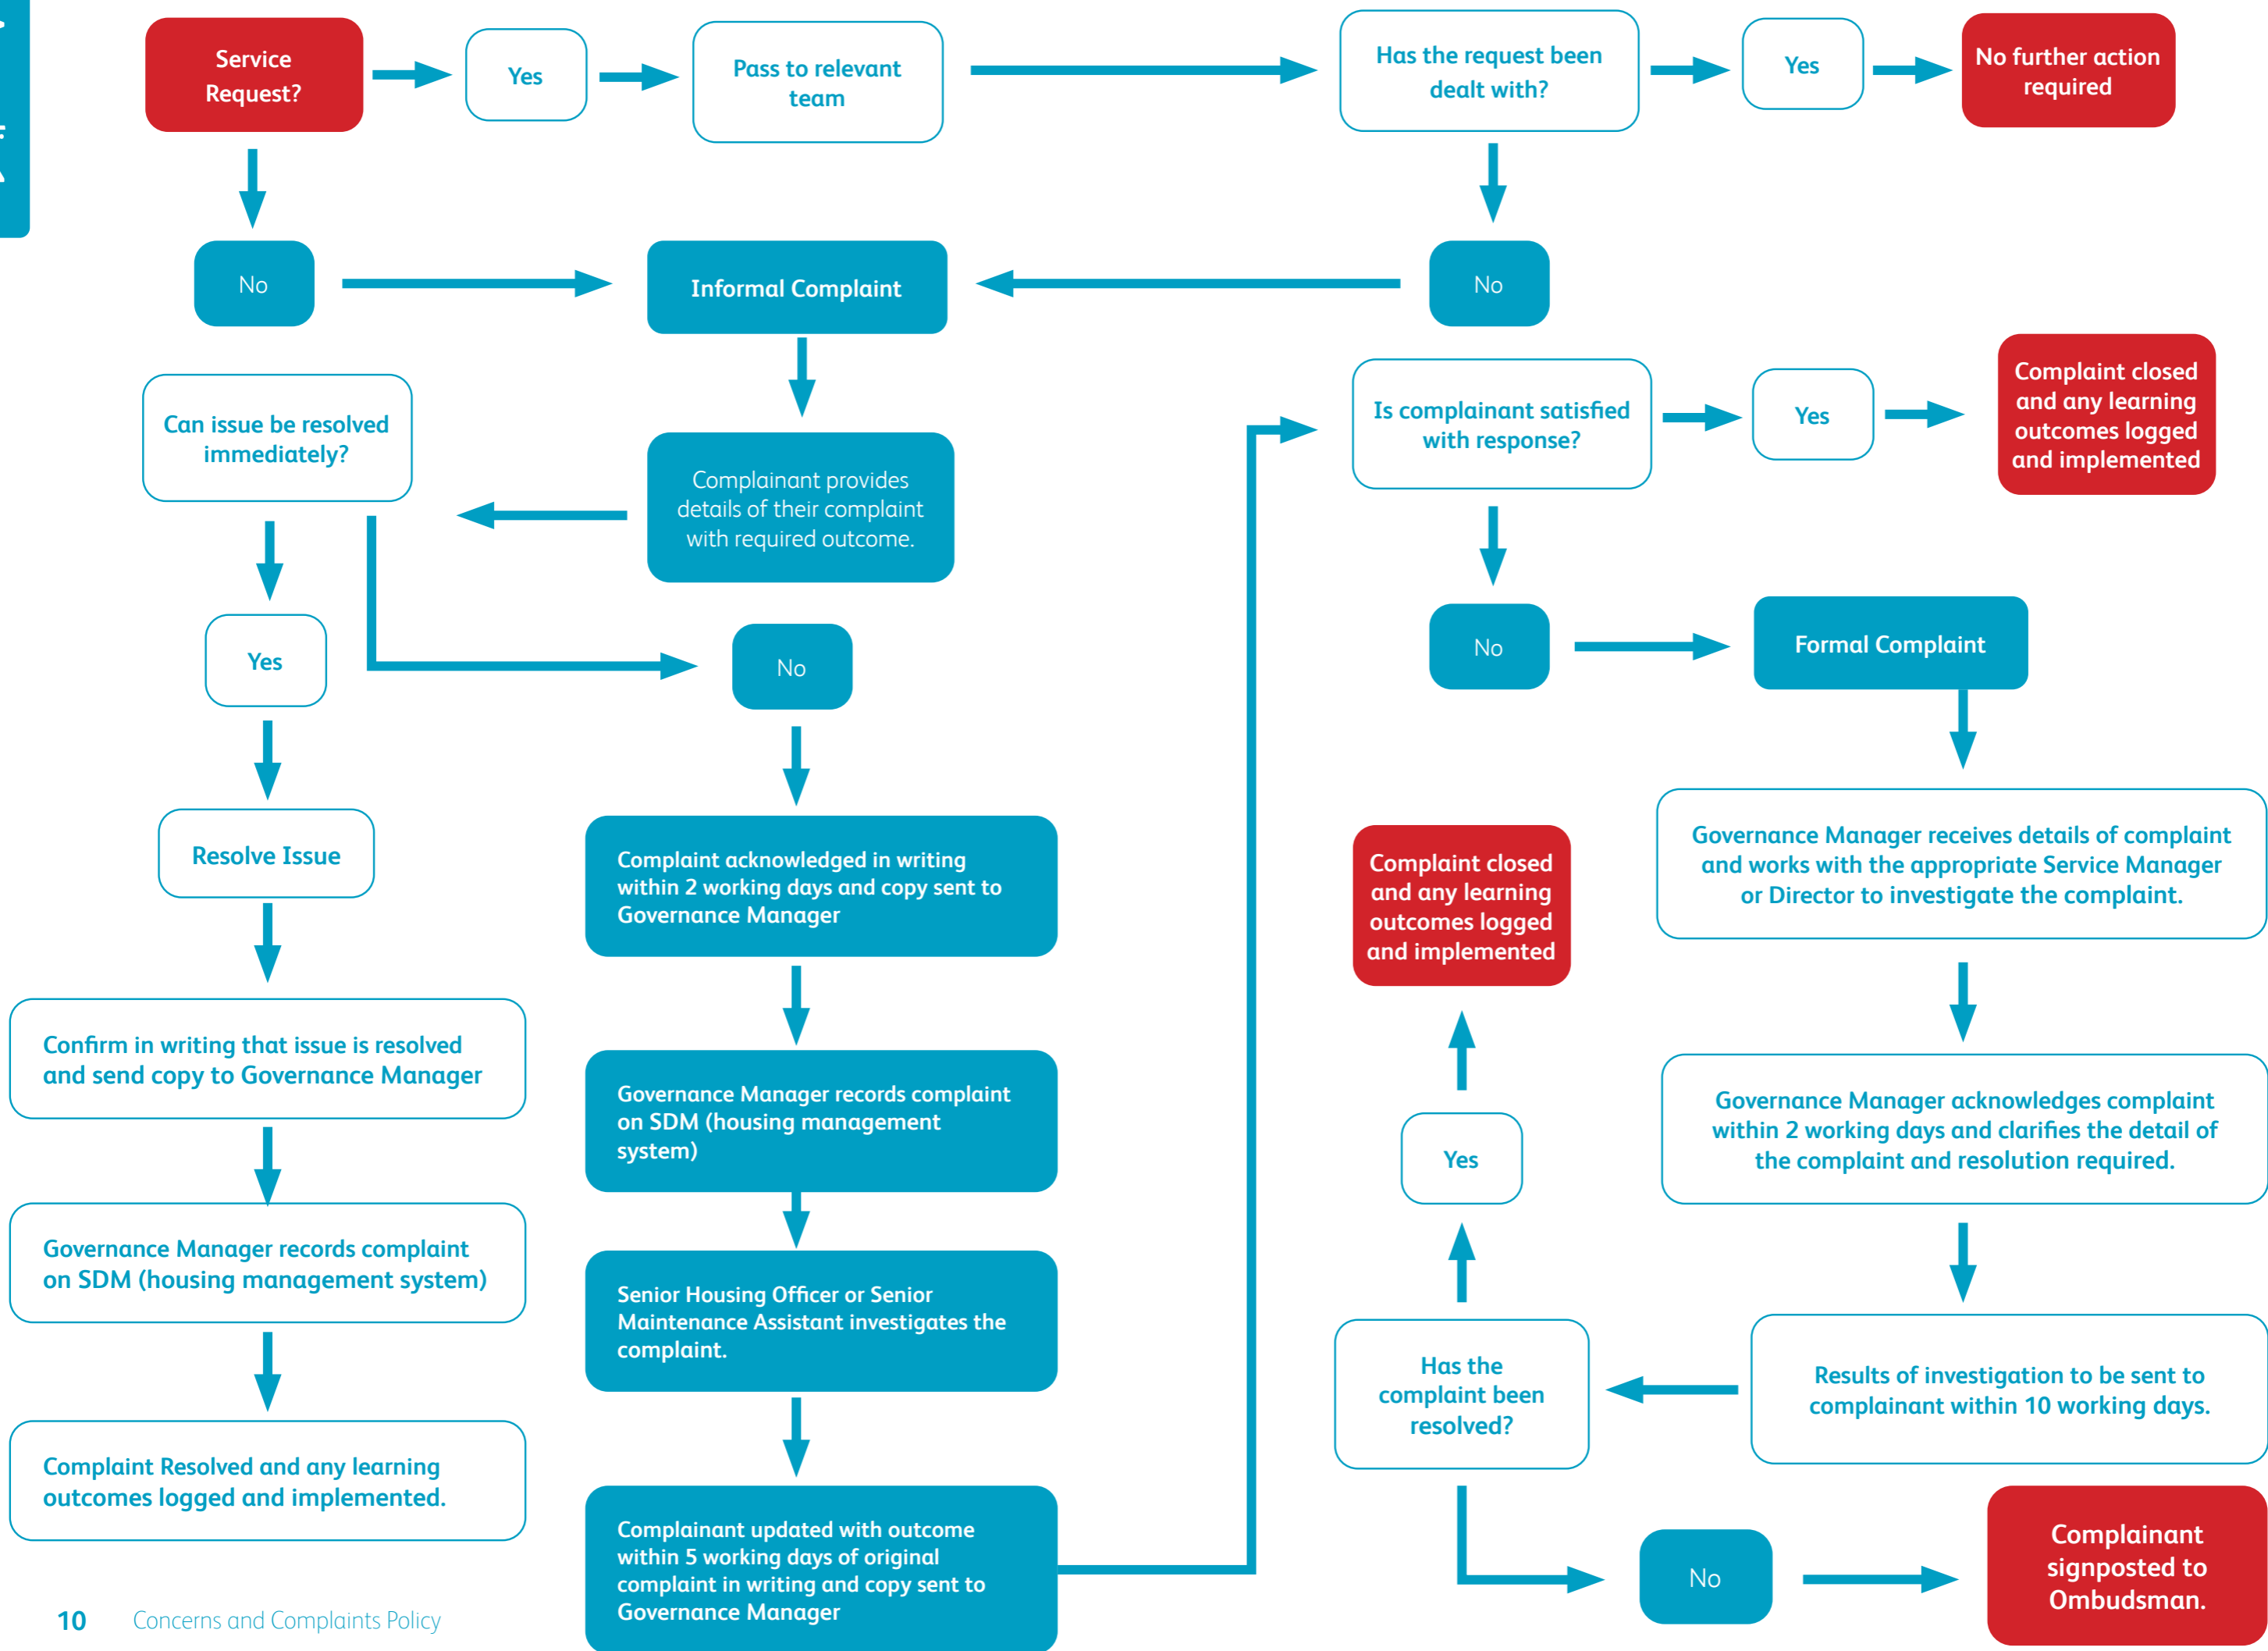 Service
Request?
Yes
Pass to relevant
team
Has the request been
dealt with?
Yes
No further action
required
No
Informal Complaint
No
Can issue be resolved
immediately?
Complainant provides
details of their complaint
with required outcome.
Is complainant satisfied
with response?
Yes
Complaint closed
and any learning
outcomes logged
and implemented
Yes
No
No
Formal Complaint
Resolve Issue
Complaint acknowledged in writing
within 2 working days and copy sent to
Governance Manager
Complaint closed
and any learning
outcomes logged
and implemented
Governance Manager receives details of complaint
and works with the appropriate Service Manager
or Director to investigate the complaint.
Confirm in writing that issue is resolved
and send copy to Governance Manager
Governance Manager records complaint
on SDM (housing management
system)
Yes
Governance Manager acknowledges complaint
within 2 working days and clarifies the detail of
the complaint and resolution required.
Governance Manager records complaint
on SDM (housing management system)
Senior Housing Officer or Senior
Maintenance Assistant investigates the
complaint.
Has the
complaint been
resolved?
Results of investigation to be sent to
complainant within 10 working days.
Complaint Resolved and any learning
outcomes logged and implemented.
Complainant updated with outcome
within 5 working days of original
complaint in writing and copy sent to
Governance Manager
No
Complainant
signposted to
Ombudsman.
10 Concerns and Complaints Policy